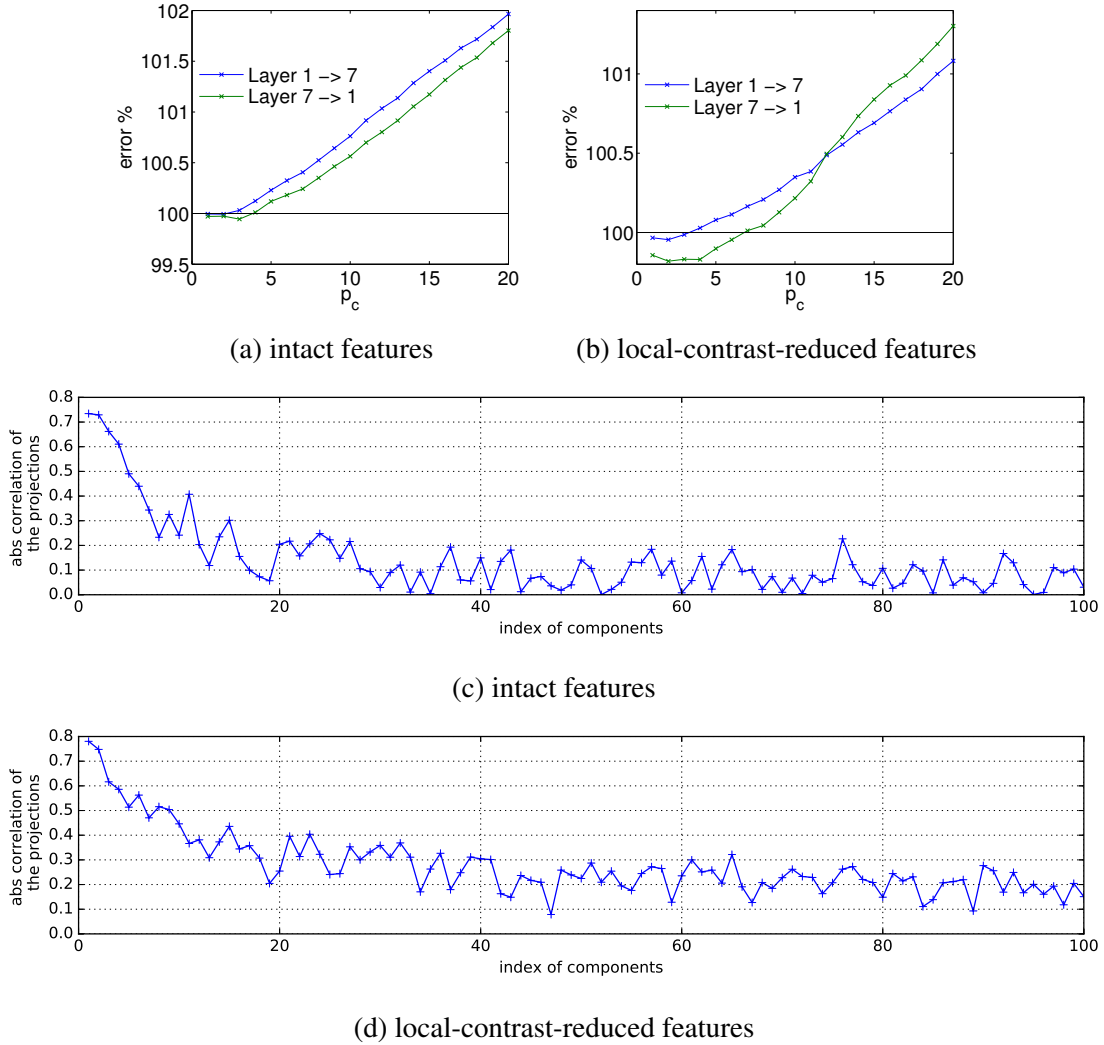 102
101.5
101
100.5
100
99.5
error %
Layer 1 -> 7
Layer 7 -> 1
0 5 10 15 20
p_c
(a) intact features
101
100.5
100
error %
Layer 1 -> 7
Layer 7 -> 1
0 5 10 15 20
p_c
(b) local-contrast-reduced features
0.8
0.7
0.6
0.5
0.4
0.3
0.2
0.1
0.0
abs correlation of
the projections
0 20 40 60 80 100
index of components
(c) intact features
0.8
0.7
0.6
0.5
0.4
0.3
0.2
0.1
0.0
abs correlation of
the projections
0 20 40 60 80 100
index of components
(d) local-contrast-reduced features